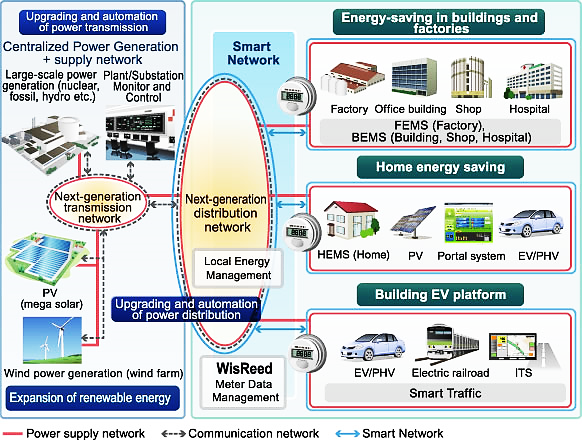 Upgrading and automation
of power transmission
Centralized Power Generation
+ supply network
Large-scale power
generation (nuclear,
fossil, hydro etc.)
Plant/Substation
Monitor and
Control
Next-generation
transmission
network
PV
(mega solar)
Wind power generation (wind farm)
Expansion of renewable energy
Smart
Network
Next-generation
distribution
network
Local Energy
Management
Upgrading and automation
of power distribution
WisReed
Meter Data
Management
Energy-saving in buildings and
factories
Factory
Office building
Shop
Hospital
FEMS (Factory),
BEMS (Building, Shop, Hospital)
Home energy saving
HEMS (Home)
PV
Portal system
EV/PHV
Building EV platform
EV/PHV
Electric railroad
ITS
Smart Traffic
Power supply network
Communication network
Smart Network